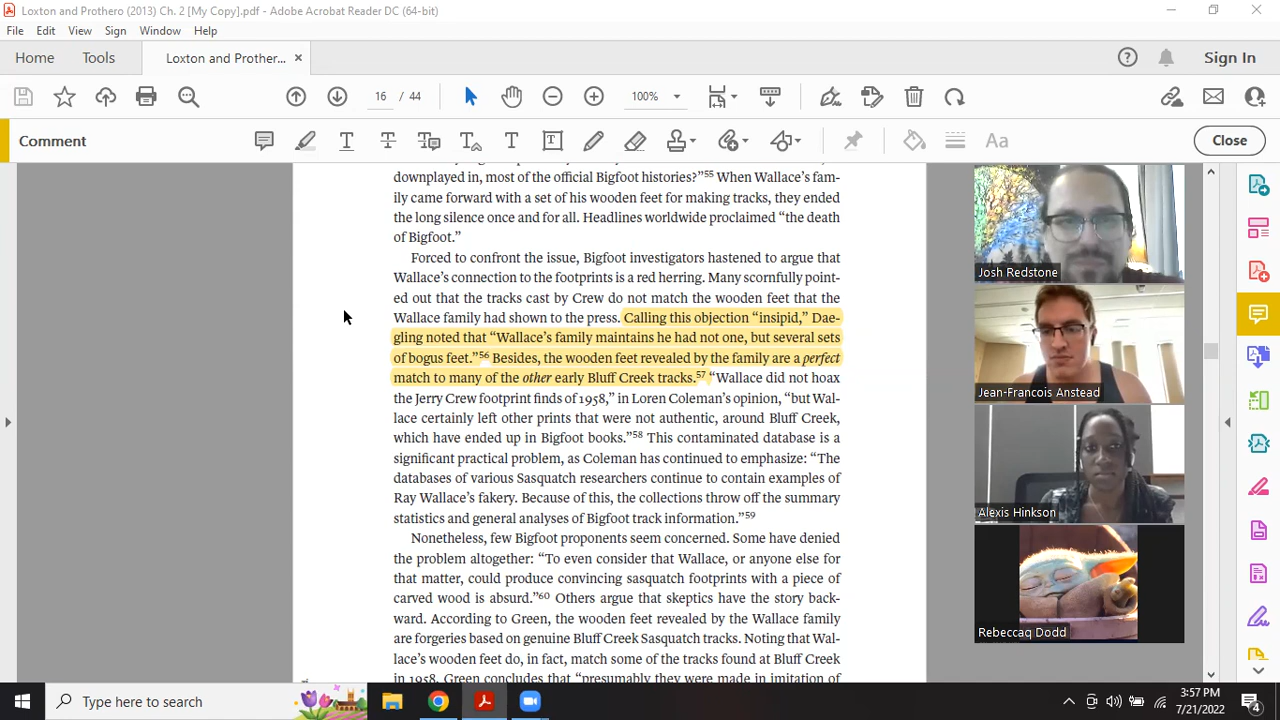 Loxton and Prothero (2013) Ch. 2 [My Copy].pdf - Adobe Acrobat Reader DC (64-bit)
File Edit View Sign Window Help
Home Tools Loxton and Prother... × Sign In
16 / 44 100%
Comment T T T T T Aa Close
downplayed in, most of the official Bigfoot histories?”55 When Wallace’s fam-
ily came forward with a set of his wooden feet for making tracks, they ended
the long silence once and for all. Headlines worldwide proclaimed “the death
of Bigfoot.”
Forced to confront the issue, Bigfoot investigators hastened to argue that
Wallace’s connection to the footprints is a red herring. Many scornfully point-
ed out that the tracks cast by Crew do not match the wooden feet that the
Wallace family had shown to the press. Calling this objection “insipid,” Dae-
gling noted that “Wallace’s family maintains he had not one, but several sets
of bogus feet.”56 Besides, the wooden feet revealed by the family are a perfect
match to many of the other early Bluff Creek tracks.57 “Wallace did not hoax
the Jerry Crew footprint finds of 1958,” in Loren Coleman’s opinion, “but Wal-
lace certainly left other prints that were not authentic, around Bluff Creek,
which have ended up in Bigfoot books.”58 This contaminated database is a
significant practical problem, as Coleman has continued to emphasize: “The
databases of various Sasquatch researchers continue to contain examples of
Ray Wallace’s fakery. Because of this, the collections throw off the summary
statistics and general analyses of Bigfoot track information.”59
Nonetheless, few Bigfoot proponents seem concerned. Some have denied
the problem altogether: “To even consider that Wallace, or anyone else for
that matter, could produce convincing sasquatch footprints with a piece of
carved wood is absurd.”60 Others argue that skeptics have the story back-
ward. According to Green, the wooden feet revealed by the Wallace family
are forgeries based on genuine Bluff Creek Sasquatch tracks. Noting that Wal-
lace’s wooden feet do, in fact, match some of the tracks found at Bluff Creek
in 1958, Green concludes that “presumably they were made in imitation of
Josh Redstone
Jean-Francois Anstead
Alexis Hinkson
Rebeccaq Dodd
Type here to search
3:57 PM
7/21/2022
4